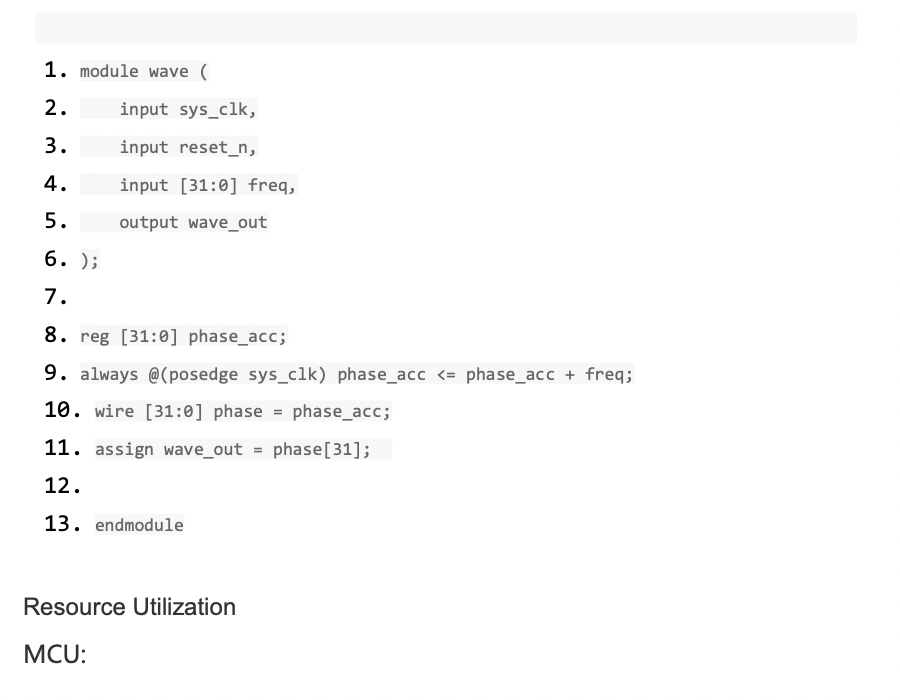 1. module wave (
2.     input sys_clk,
3.     input reset_n,
4.     input [31:0] freq,
5.     output wave_out
6. );
7.
8. reg [31:0] phase_acc;
9. always @(posedge sys_clk) phase_acc <= phase_acc + freq;
10. wire [31:0] phase = phase_acc;
11. assign wave_out = phase[31];
12.
13. endmodule
Resource Utilization
MCU: